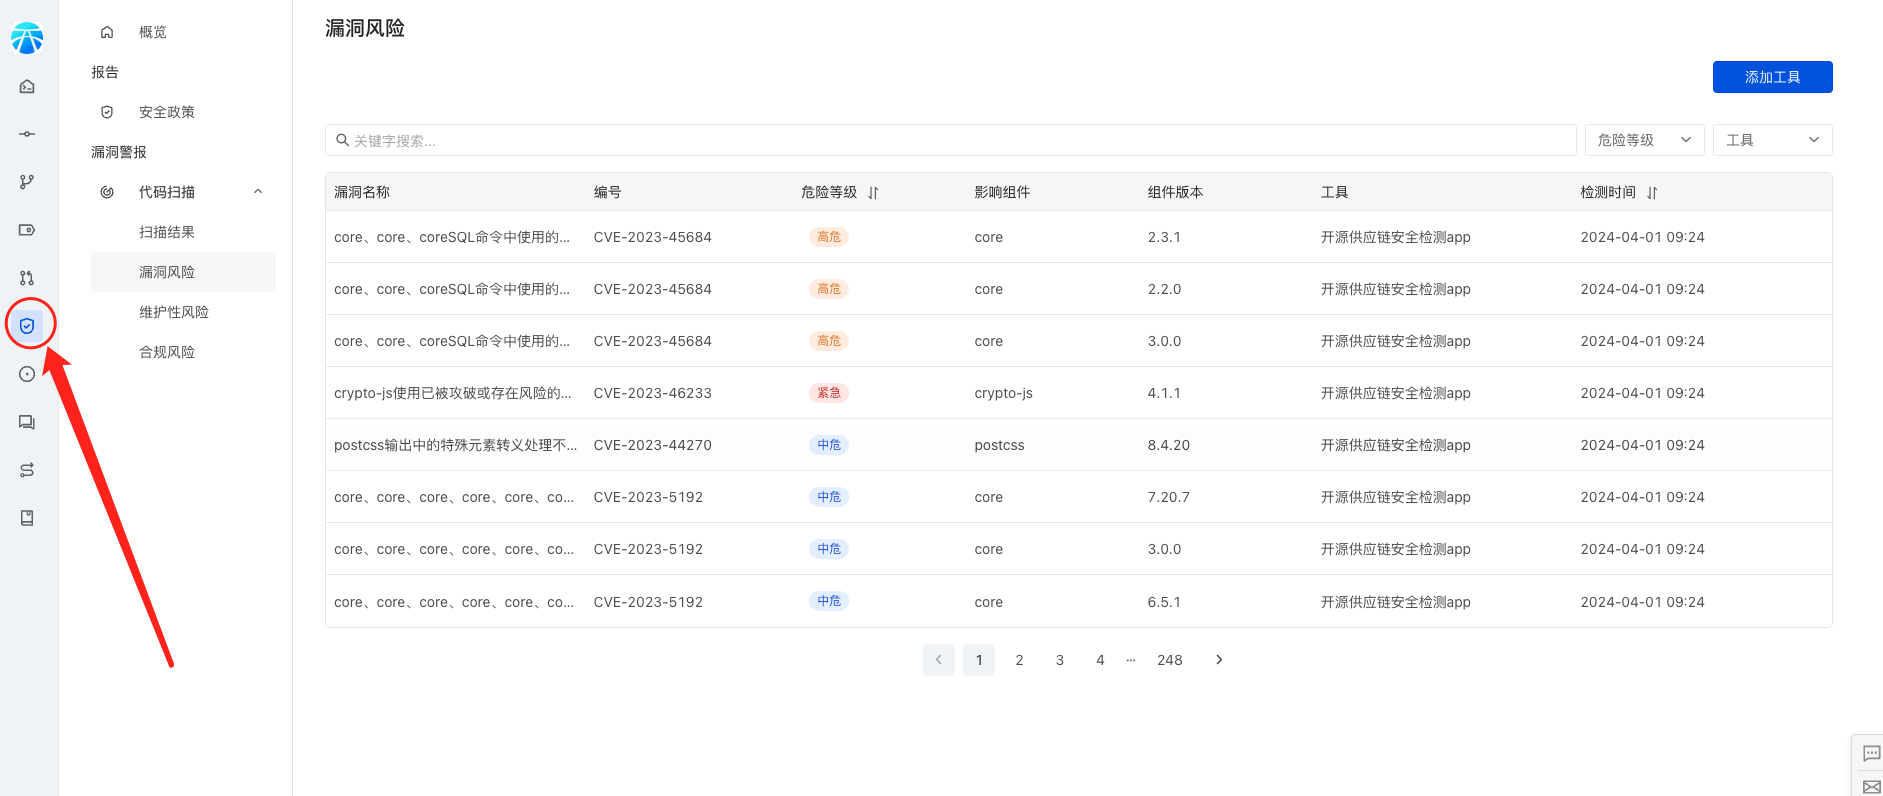 概览
报告
安全政策
漏洞警报
代码扫描
扫描结果
漏洞风险
维护性风险
合规风险
漏洞风险
添加工具
关键字搜索...
危险等级
工具
漏洞名称 编号 危险等级 影响组件 组件版本 工具 检测时间
core、core、coreSQL命令中使用的... CVE-2023-45684 高危 core 2.3.1 开源供应链安全检测app 2024-04-01 09:24
core、core、coreSQL命令中使用的... CVE-2023-45684 高危 core 2.2.0 开源供应链安全检测app 2024-04-01 09:24
core、core、coreSQL命令中使用的... CVE-2023-45684 高危 core 3.0.0 开源供应链安全检测app 2024-04-01 09:24
crypto-js使用已被攻破或存在风险的... CVE-2023-46233 紧急 crypto-js 4.1.1 开源供应链安全检测app 2024-04-01 09:24
postcss输出中的特殊元素转义处理不... CVE-2023-44270 中危 postcss 8.4.20 开源供应链安全检测app 2024-04-01 09:24
core、core、core、core、core、co... CVE-2023-5192 中危 core 7.20.7 开源供应链安全检测app 2024-04-01 09:24
core、core、core、core、core、co... CVE-2023-5192 中危 core 3.0.0 开源供应链安全检测app 2024-04-01 09:24
core、core、core、core、core、co... CVE-2023-5192 中危 core 6.5.1 开源供应链安全检测app 2024-04-01 09:24
1 2 3 4 ... 248